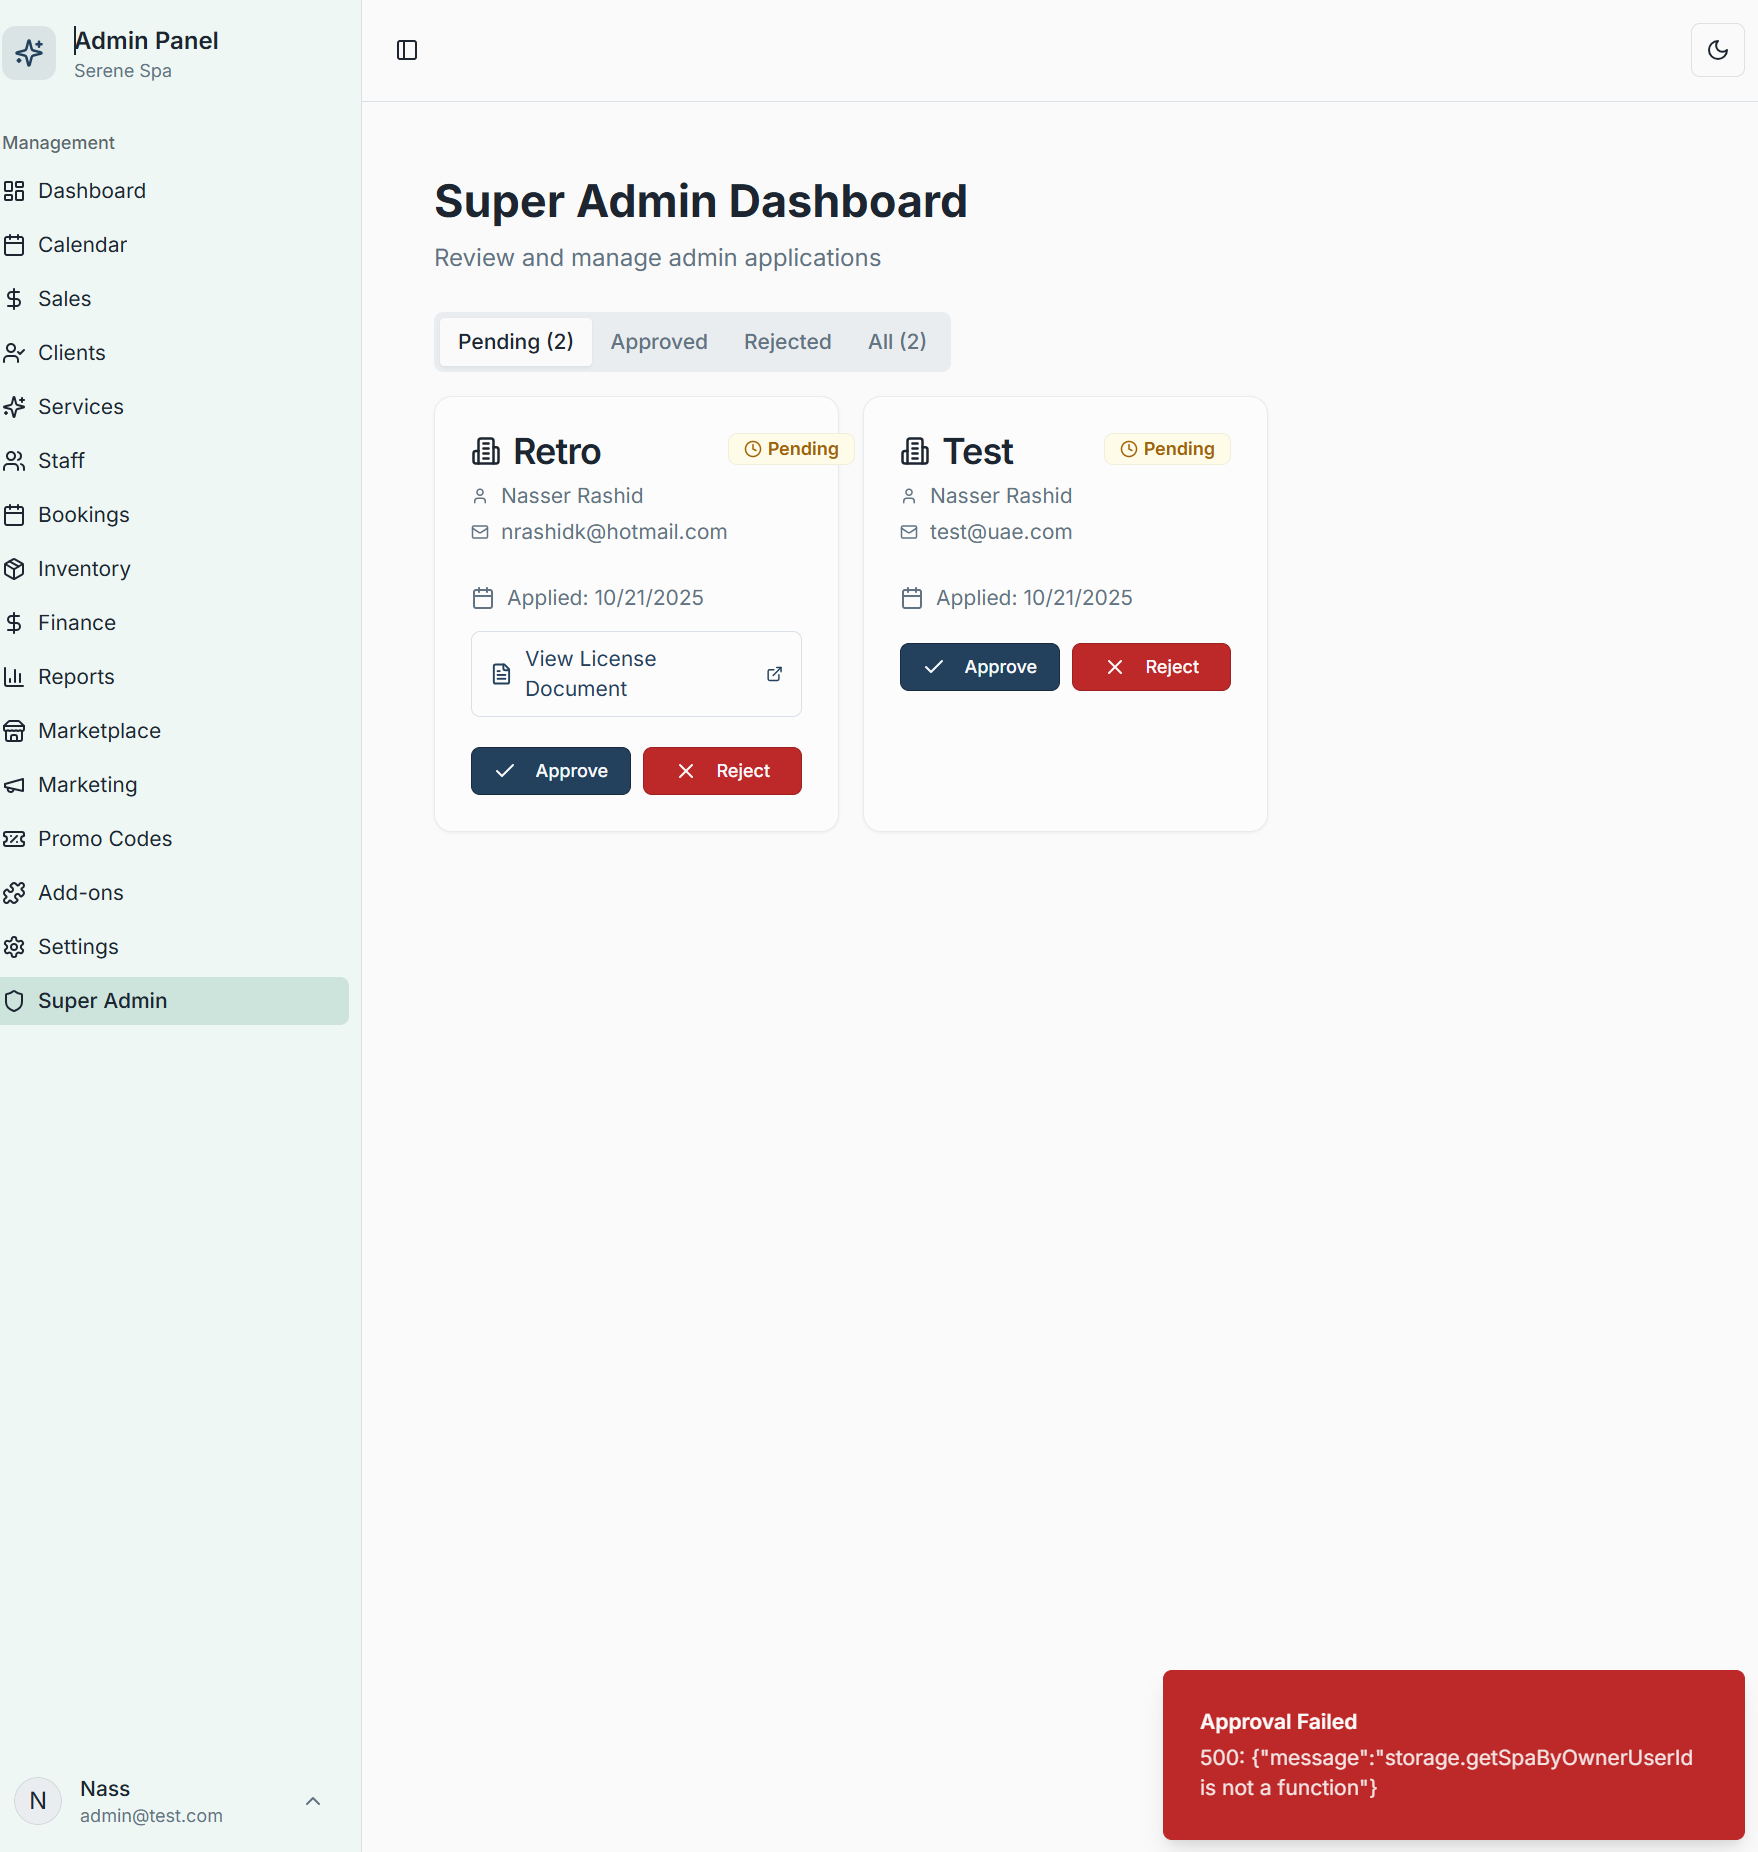 Admin Panel
Serene Spa
Management
Dashboard
Calendar
Sales
Clients
Services
Staff
Bookings
Inventory
Finance
Reports
Marketplace
Marketing
Promo Codes
Add-ons
Settings
Super Admin
N
Nass
admin@test.com
Super Admin Dashboard
Review and manage admin applications
Pending (2) Approved Rejected All (2)
Retro
Pending
Nasser Rashid
nrashidk@hotmail.com
Applied: 10/21/2025
View License
Document
Approve
Reject
Test
Pending
Nasser Rashid
test@uae.com
Applied: 10/21/2025
Approve
Reject
Approval Failed
500: {"message":"storage.getSpaByOwnerUserId
is not a function"}